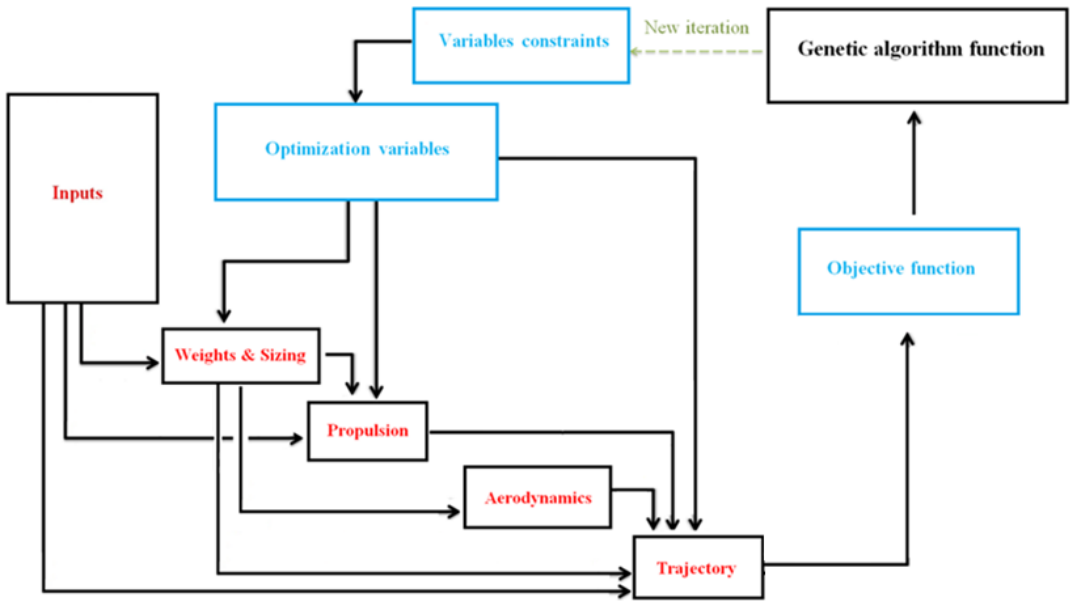 New iteration
Variables constraints
Genetic algorithm function
Optimization variables
Inputs
Objective function
Weights & Sizing
Propulsion
Aerodynamics
Trajectory